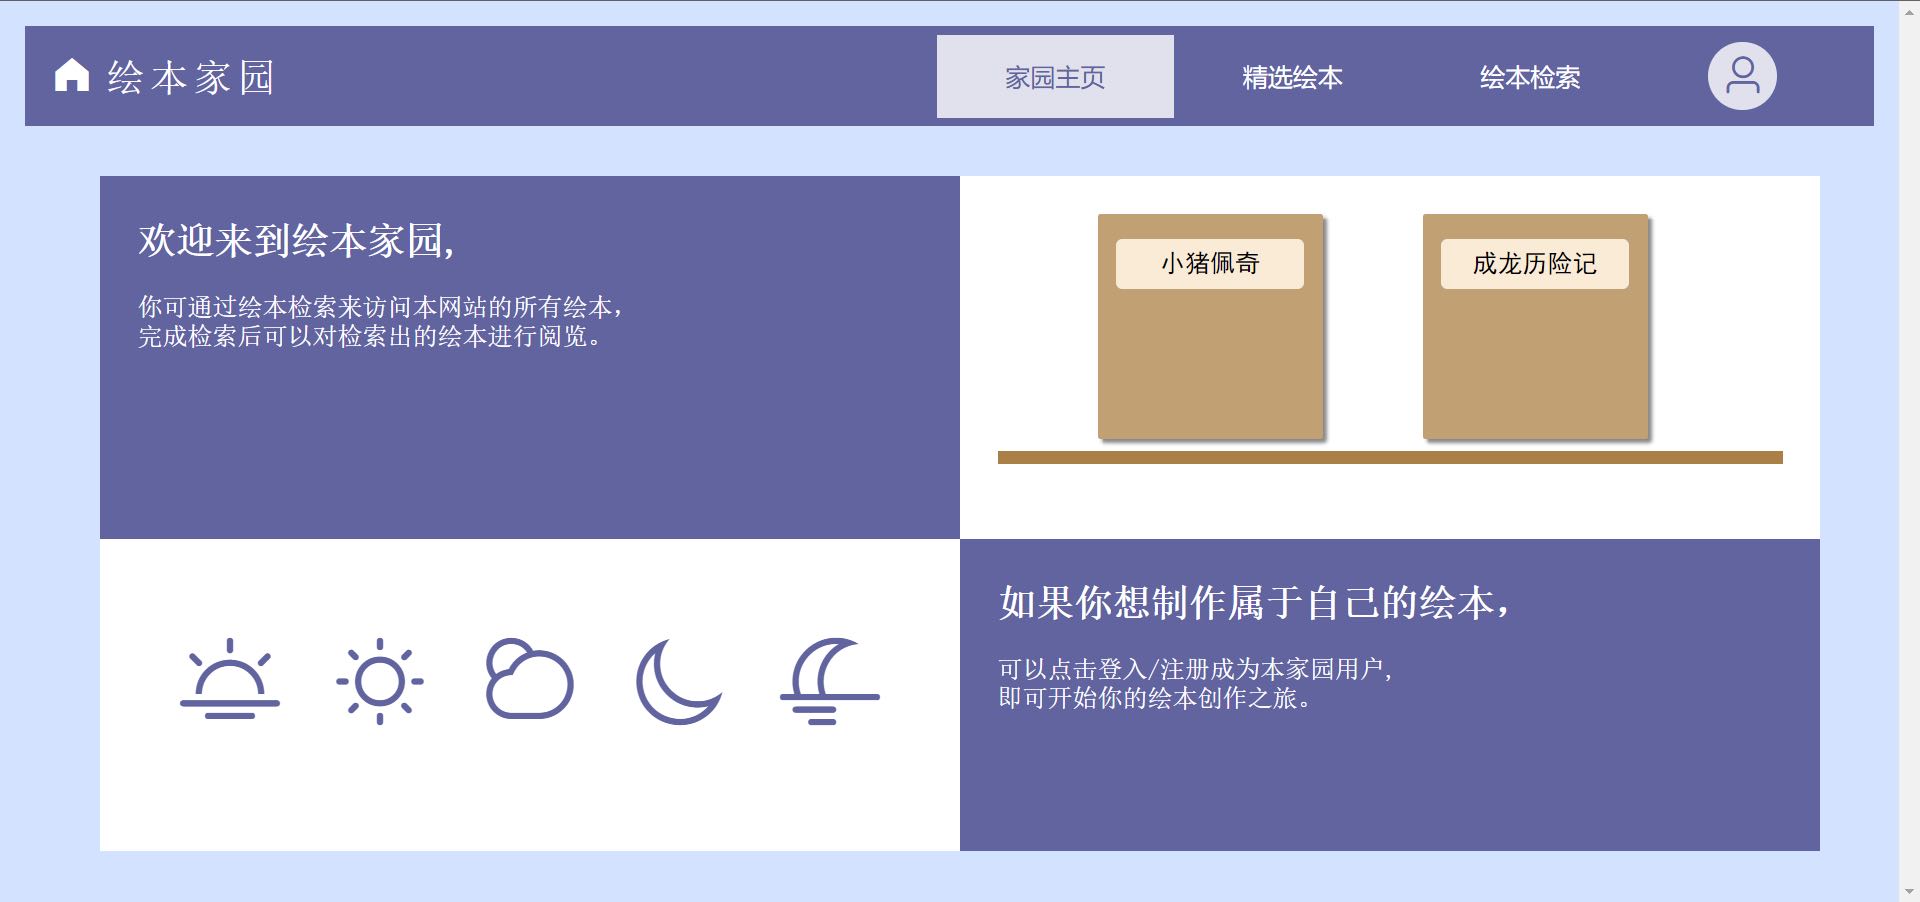 绘本家园
家园主页
精选绘本
绘本检索
欢迎来到绘本家园,
你可通过绘本检索来访问本网站的所有绘本，
完成检索后可以对检索出的绘本进行阅览。
小猪佩奇
成龙历险记
如果你想制作属于自己的绘本，
可以点击登入/注册成为本家园用户,
即可开始你的绘本创作之旅。